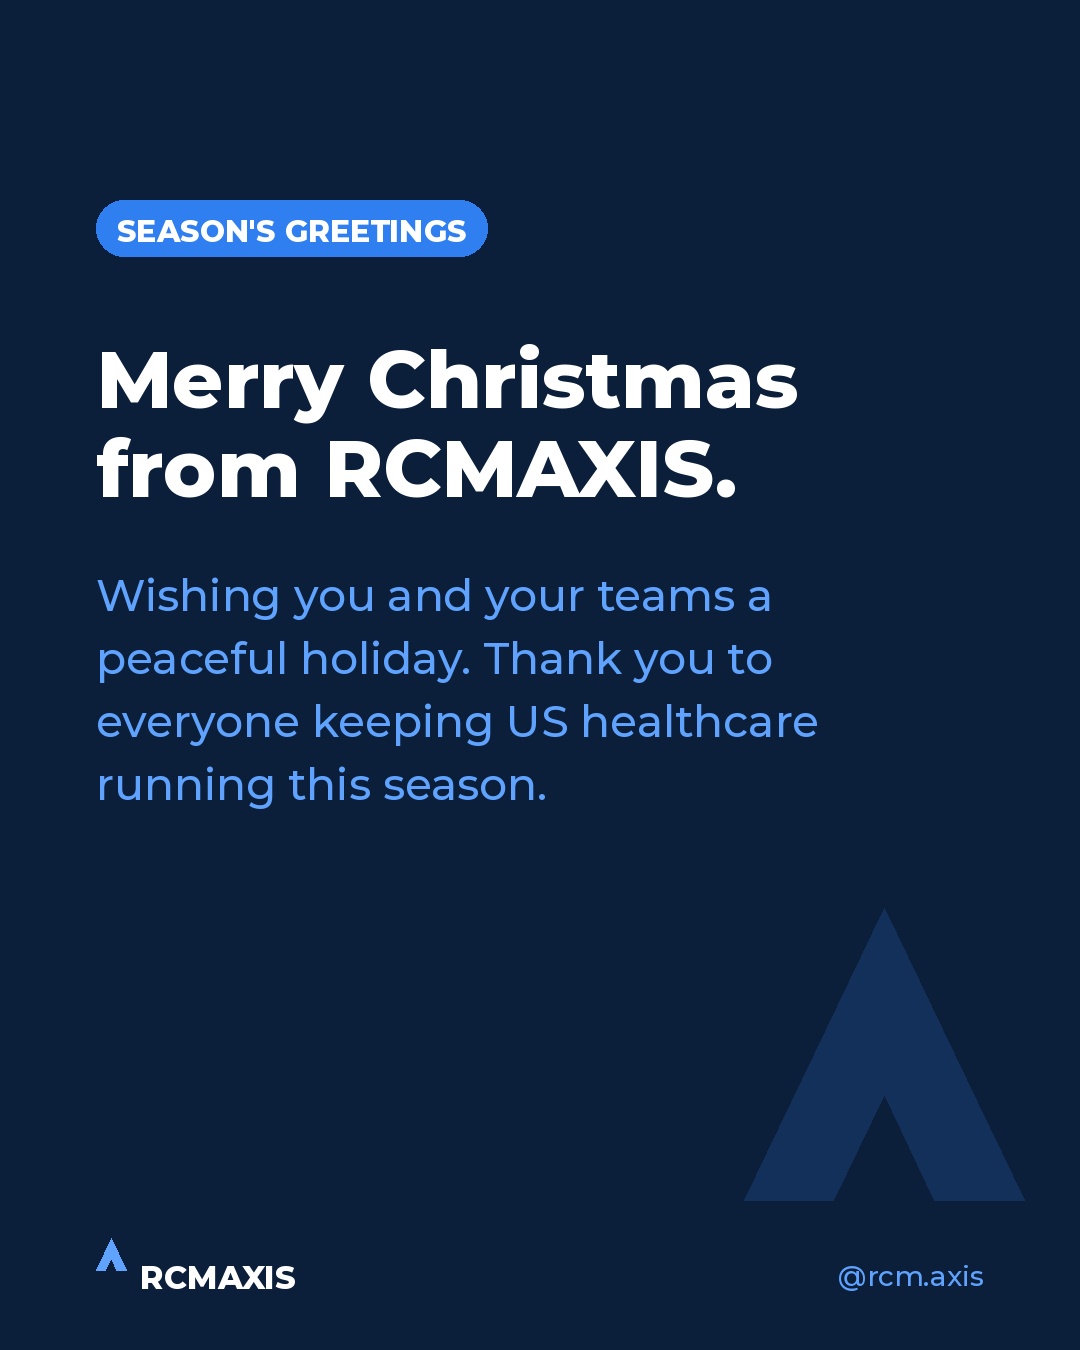 SEASON'S GREETINGS
Merry Christmas
from RCMAXIS.
Wishing you and your teams a
peaceful holiday. Thank you to
everyone keeping US healthcare
running this season.
RCMAXIS
@rcm.axis